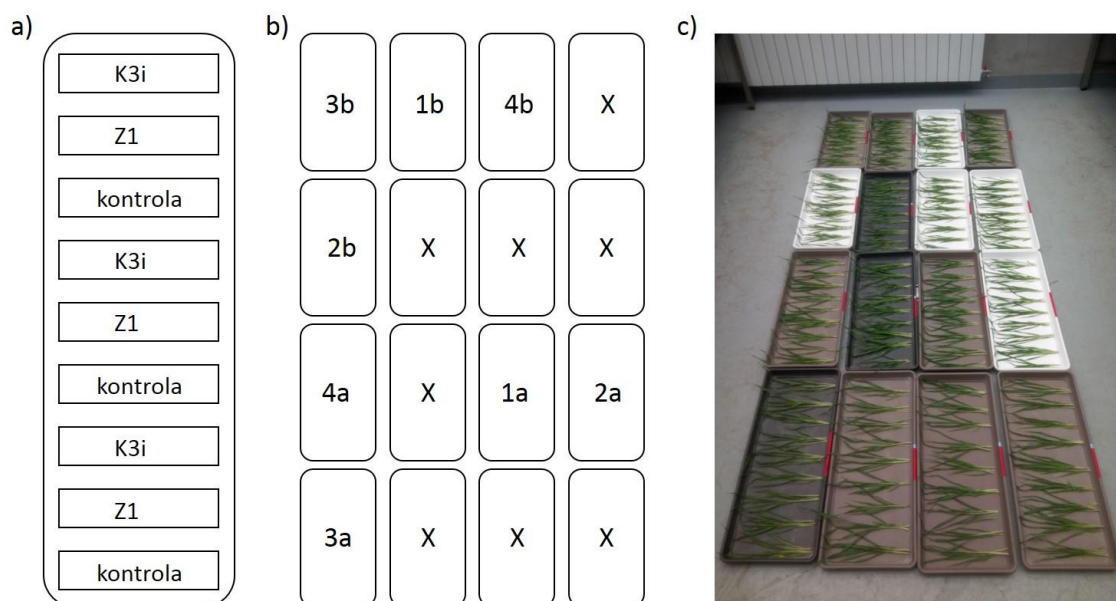 a)
K3i
Z1
kontrola
K3i
Z1
kontrola
K3i
Z1
kontrola
b)
3b 1b 4b X
2b X X X
4a X 1a 2a
3a X X X
c)